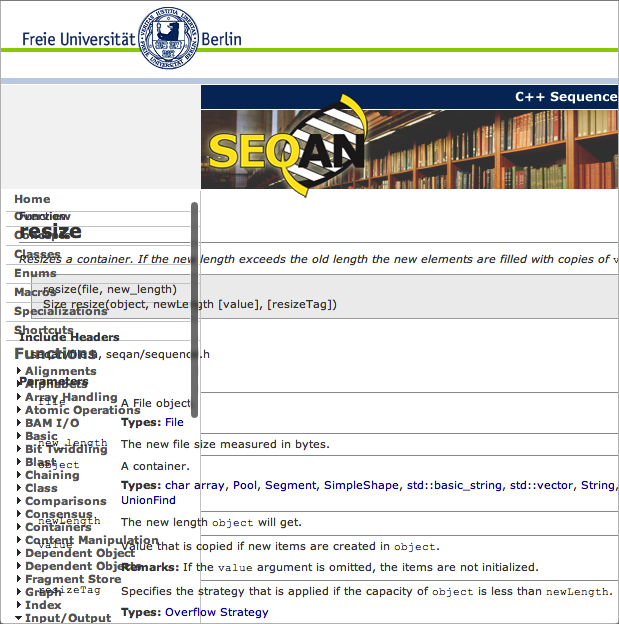 Freie Universität Berlin
C++ Sequence
SEQAN
Home
Overview
Concepts
Classes
Enums
Macros
Specializations
Shortcuts
Functions
Alignments
Alphabets
Array Handling
Atomic Operations
BAM I/O
Basic
Bit Twiddling
Blast
Chaining
Class
Comparisons
Consensus
Containers
Content Manipulation
Dependent Object
Dependent Objects
Fragment Store
Graph
Index
Input/Output
Function
resize
Resizes a container. If the new length exceeds the old length the new elements are filled with copies of v
resize(file, new_length)
Size resize(object, newLength [value], [resizeTag])
Include Headers
seqan/file.h, seqan/sequence.h
Parameters
file
A File object
Types: File
new_length
The new file size measured in bytes.
object
A container.
Types: char array, Pool, Segment, SimpleShape, std::basic_string, std::vector, String,
UnionFind
newLength
The new length object will get.
value
Value that is copied if new items are created in object.
Remarks: If the value argument is omitted, the items are not initialized.
resizeTag
Specifies the strategy that is applied if the capacity of object is less than newLength.
Types: Overflow Strategy